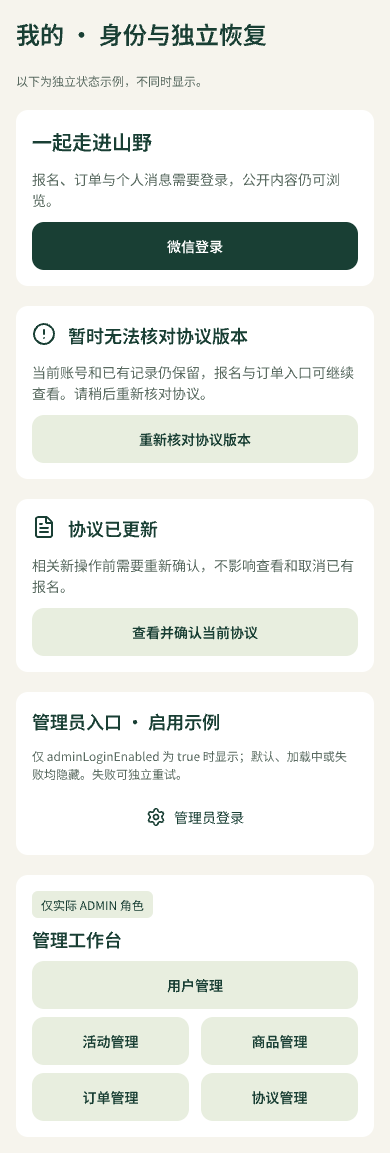 我的 · 身份与独立恢复
以下为独立状态示例，不同时显示。
一起走进山野
报名、订单与个人消息需要登录，公开内容仍可浏
览。
微信登录
暂时无法核对协议版本
当前账号和已有记录仍保留，报名与订单入口可继续
查看。请稍后重新核对协议。
重新核对协议版本
协议已更新
相关新操作前需要重新确认，不影响查看和取消已有
报名。
查看并确认当前协议
管理员入口 · 启用示例
仅 adminLoginEnabled 为 true 时显示；默认、加载中或失
败均隐藏。失败可独立重试。
管理员登录
仅实际 ADMIN 角色
管理工作台
用户管理
活动管理 商品管理
订单管理 协议管理